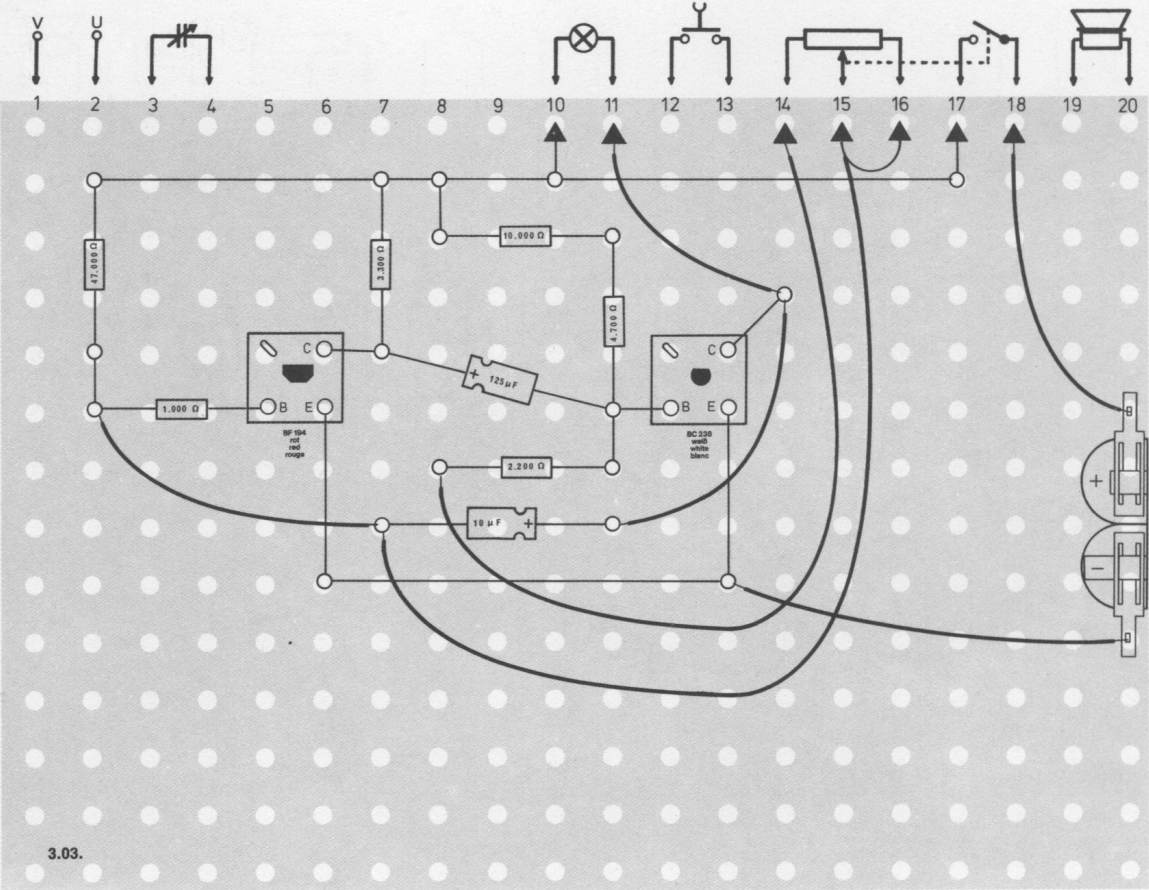 V U
1 2 3 4 5 6 7 8 9 10 11 12 13 14 15 16 17 18 19 20
10.000 Ω
47.000 Ω
3.300 Ω
4.700 Ω
C
C
+ 125µF
1.000 Ω
B E
B E
BF 194
rot
red
rouge
BC 238
weiß
white
blanc
2.200 Ω
+
10 µF +
−
3.03.